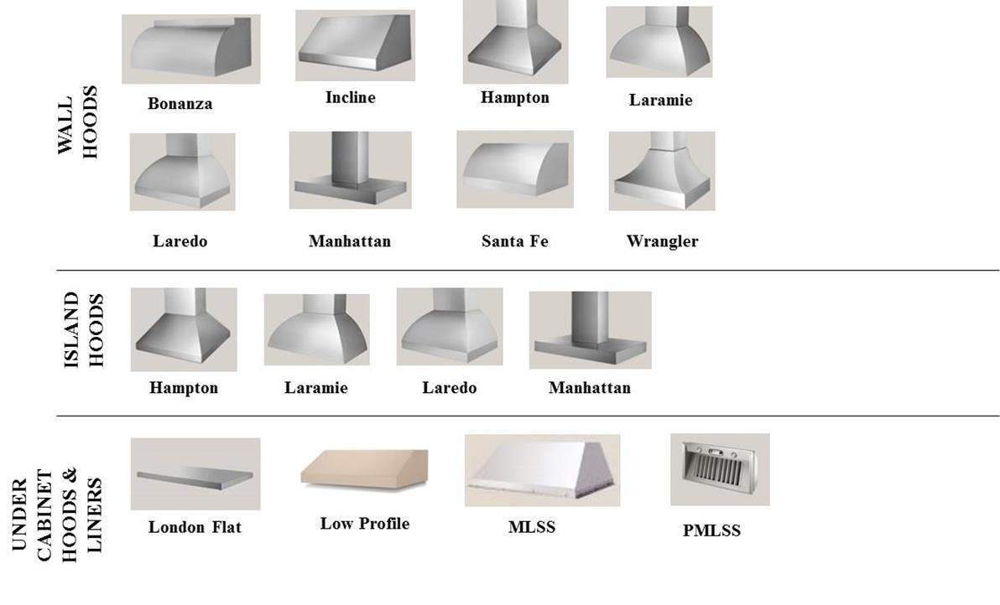 WALL
HOODS
Bonanza
Incline
Hampton
Laramie
Laredo
Manhattan
Santa Fe
Wrangler
ISLAND
HOODS
Hampton
Laramie
Laredo
Manhattan
UNDER
CABINET
HOODS &
LINERS
London Flat
Low Profile
MLSS
PMLSS